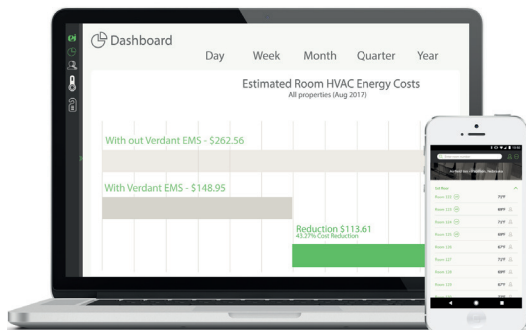 Dashboard
Day Week Month Quarter Year
Estimated Room HVAC Energy Costs
All properties (Aug 2017)
With out Verdant EMS - $262.56
With Verdant EMS - $148.95
Reduction $113.61
43.27% Cost Reduction